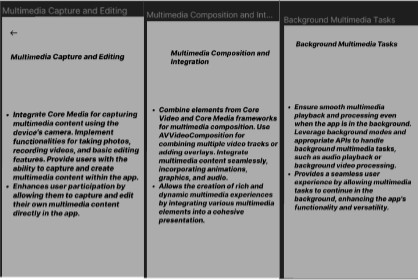 Multimedia Capture and Editing
Multimedia Capture and Editing
• Integrate Core Media for capturing
multimedia content using the
device's camera. Implement
functionalities for taking photos,
recording videos, and basic editing
features. Provide users with the
ability to capture and create
multimedia content within the app.
• Enhances user participation by
allowing them to capture and edit
their own multimedia content
directly in the app.
Multimedia Composition and Int...
Multimedia Composition and
Integration
• Combine elements from Core
Video and Core Media frameworks
for multimedia composition. Use
AVVideoComposition for
combining multiple video tracks or
adding overlays. Integrate
multimedia content seamlessly,
incorporating animations,
graphics, and audio.
• Allows the creation of rich and
dynamic multimedia experiences
by integrating various multimedia
elements into a cohesive
presentation.
Background Multimedia Tasks
Background Multimedia Tasks
• Ensure smooth multimedia
playback and processing even
when the app is in the background.
Leverage background modes and
appropriate APIs to handle
background multimedia tasks,
such as audio playback or
background video processing.
• Provides a seamless user
experience by allowing multimedia
tasks to continue in the
background, enhancing the app's
functionality and versatility.